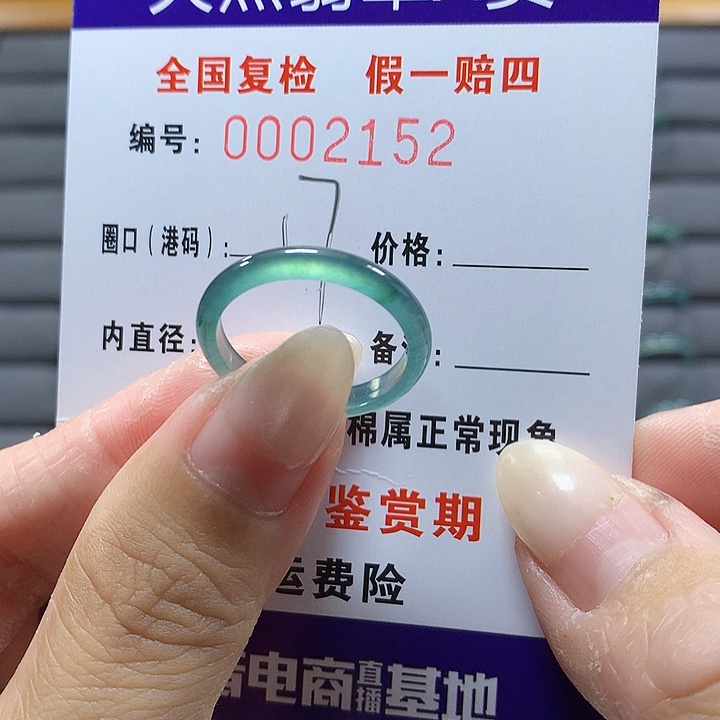 全国复检 假一赔四
编号: 0002152
圈口(港码): 价格:
内直径: 备
棉属正常现象
鉴赏期
运费险
电商直播基地